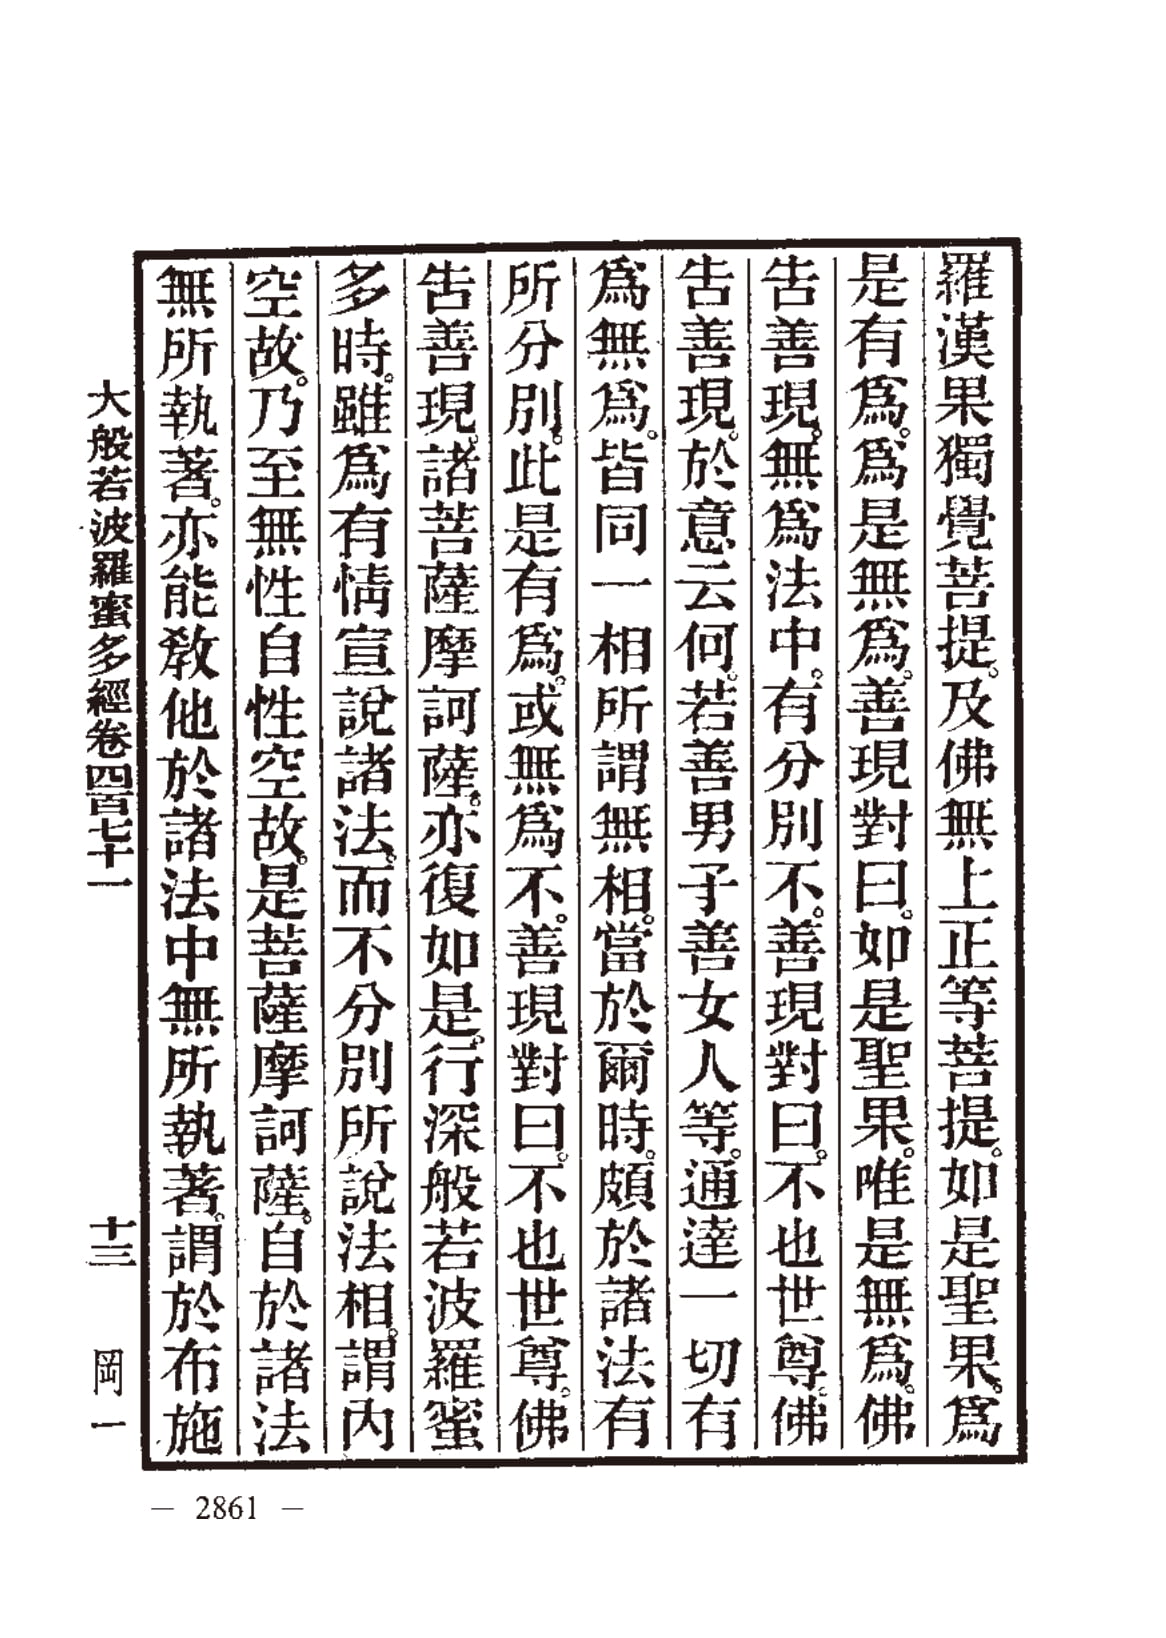 羅漢果獨覺菩提。及佛無上正等菩提。如是聖果。爲
是有爲。爲是無爲。善現對曰。如是聖果。唯是無爲。佛
告善現。無爲法中。有分別不。善現對曰。不也世尊。佛
告善現。於意云何。若善男子善女人等。通達一切有
爲無爲。皆同一相所謂無相。當於爾時。頗於諸法有
所分別。此是有爲。或無爲不。善現對曰。不也世尊。佛
告善現。諸菩薩摩訶薩。亦復如是。行深般若波羅蜜
多時。雖爲有情宣說諸法。而不分別所說法相。謂內
空故。乃至無性自性空故。是菩薩摩訶薩。自於諸法
無所執著。亦能敎他於諸法中無所執著。謂於布施
大般若波羅蜜多經卷四百七十一 十三 岡一
— 2861 —